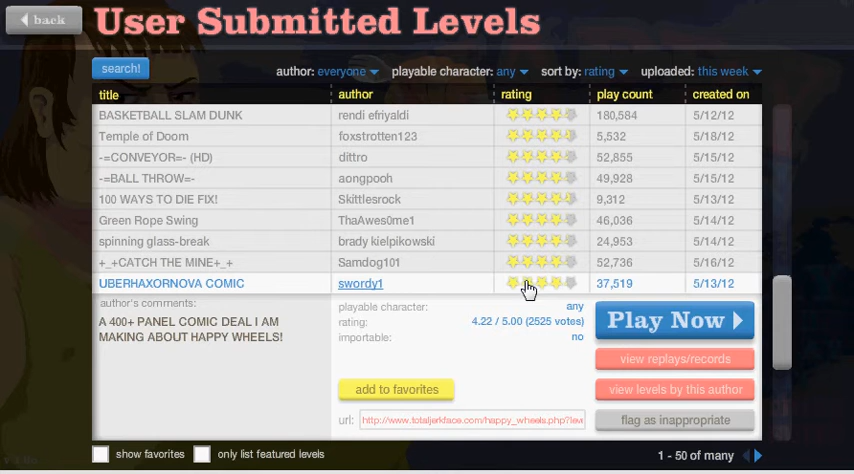 back
User Submitted Levels
search!
author: everyone playable character: any sort by: rating uploaded: this week
title author rating play count created on
BASKETBALL SLAM DUNK rendi efriyaldi 180,584 5/12/12
Temple of Doom foxstrotten123 5,532 5/18/12
-=CONVEYOR=- (HD) dittro 52,855 5/15/12
-=BALL THROW=- aongpooh 49,928 5/15/12
100 WAYS TO DIE FIX! Skittlesrock 9,312 5/13/12
Green Rope Swing ThaAwes0me1 46,036 5/14/12
spinning glass-break brady kielpikowski 24,953 5/14/12
+_+CATCH THE MINE+_+ Samdog101 52,736 5/16/12
UBERHAXORNOVA COMIC swordy1 37,519 5/13/12
author's comments:
A 400+ PANEL COMIC DEAL I AM
MAKING ABOUT HAPPY WHEELS!
playable character: any
rating: 4.22 / 5.00 (2525 votes)
importable: no
add to favorites
url: http://www.totaljerkface.com/happy_wheels.php?leve
Play Now
view replays/records
view levels by this author
flag as inappropriate
show favorites only list featured levels 1 - 50 of many